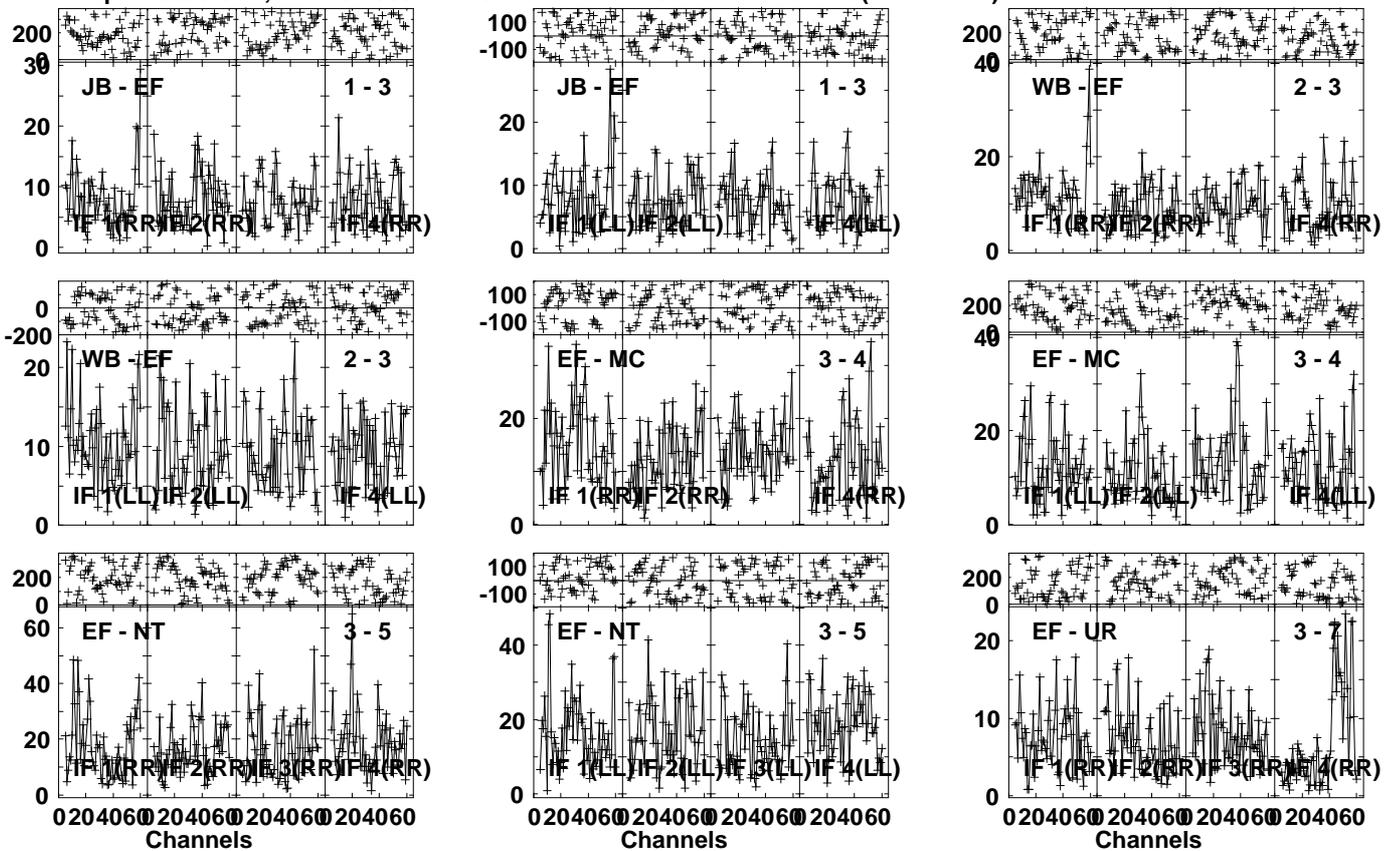 200
0
30
20
10
0
JB - EF 1 - 3
IF 1(RR) IF 2(RR) IF 4(RR)
100
-100
20
10
0
JB - EF 1 - 3
IF 1(LL) IF 2(LL) IF 4(LL)
200
0
40
20
0
WB - EF 2 - 3
IF 1(RR) IF 2(RR) IF 4(RR)
0
-200
20
10
0
WB - EF 2 - 3
IF 1(LL) IF 2(LL) IF 4(LL)
100
-100
20
0
EF - MC 3 - 4
IF 1(RR) IF 2(RR) IF 4(RR)
200
0
40
20
0
EF - MC 3 - 4
IF 1(LL) IF 2(LL) IF 4(LL)
200
0
60
40
20
0
EF - NT 3 - 5
IF 1(RR) IF 2(RR) IF 3(RR) IF 4(RR)
0 20 40 60 0 20 40 60 0 20 40 60 0 20 40 60
Channels
100
-100
40
20
0
EF - NT 3 - 5
IF 1(LL) IF 2(LL) IF 3(LL) IF 4(LL)
0 20 40 60 0 20 40 60 0 20 40 60 0 20 40 60
Channels
200
0
20
10
0
EF - UR 3 - 7
IF 1(RR) IF 2(RR) IF 3(RR) IF 4(RR)
0 20 40 60 0 20 40 60 0 20 40 60 0 20 40 60
Channels